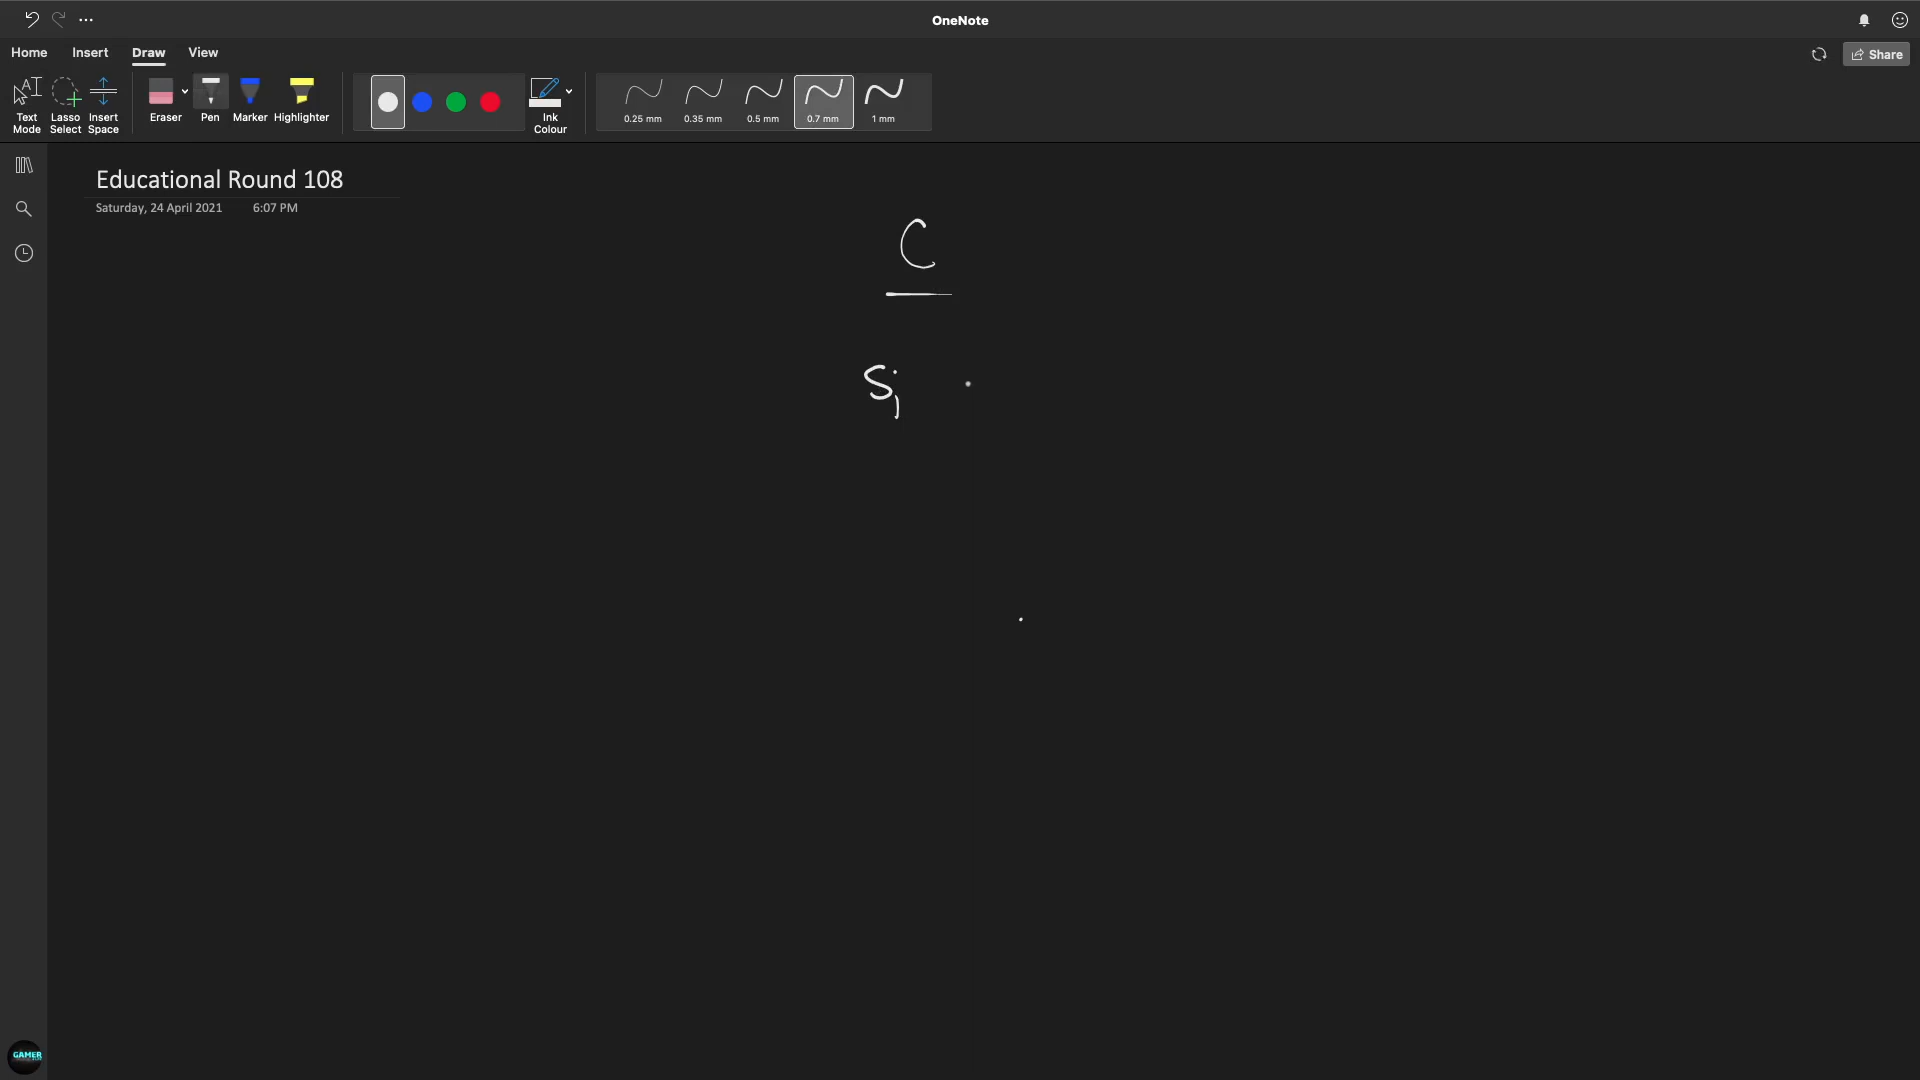 OneNote
Home Insert Draw View
Share
Text Mode
Lasso Select
Insert Space
Eraser
Pen
Marker
Highlighter
Ink Colour
0.25 mm
0.35 mm
0.5 mm
0.7 mm
1 mm
Educational Round 108
Saturday, 24 April 2021 6:07 PM
C
Sj
GAMER